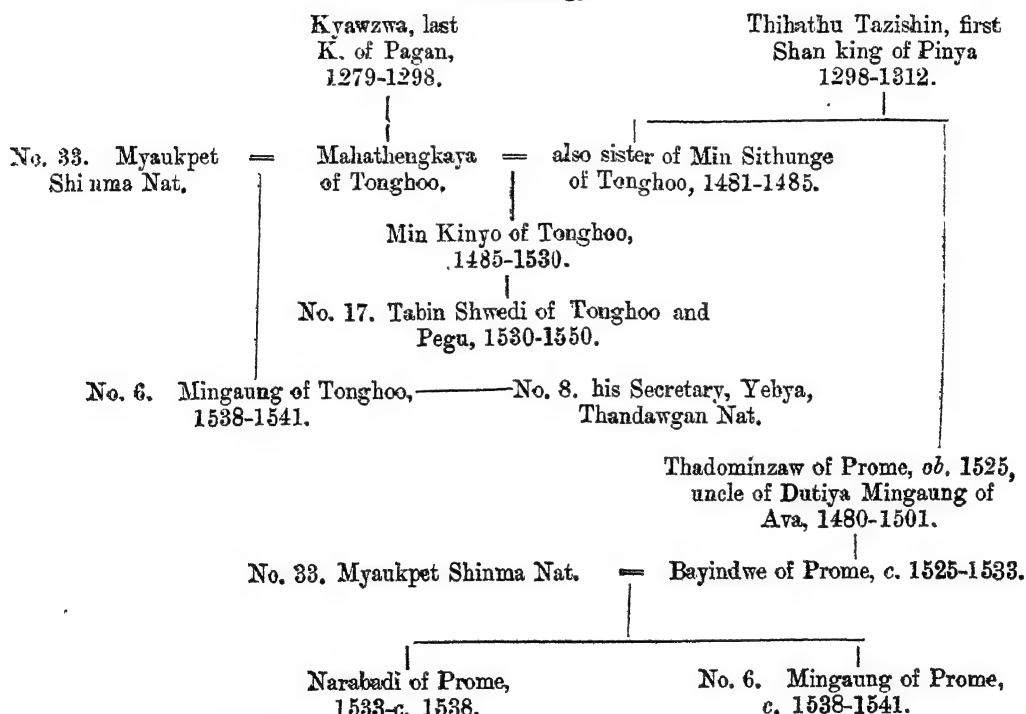 Kyawzwa, last
K. of Pagan,
1279-1298.
Thihathu Tazishin, first
Shan king of Pinya
1298-1312.
No. 33. Myaukpet
Shinma Nat.
=
Mahathengkaya
of Tonghoo.
=
also sister of Min Sithunge
of Tonghoo, 1481-1485.
Min Kinyo of Tonghoo,
1485-1530.
No. 17. Tabin Shwedi of Tonghoo and
Pegu, 1530-1550.
No. 6. Mingaung of Tonghoo,
1538-1541.
No. 8. his Secretary, Yebya,
Thandawgan Nat.
Thadominzaw of Prome, ob. 1525,
uncle of Dutiya Mingaung of
Ava, 1480-1501.
No. 33. Myaukpet Shinma Nat. = Bayindwe of Prome, c. 1525-1533.
Narabadi of Prome,
1533-c. 1538.
No. 6. Mingaung of Prome,
c. 1538-1541.